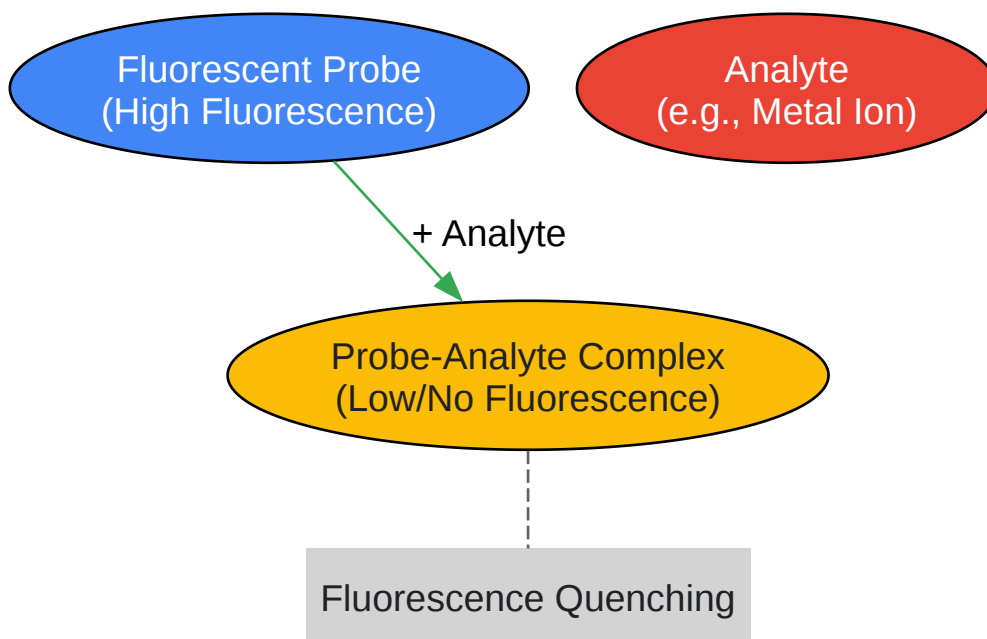 Fluorescent Probe
(High Fluorescence)
Analyte
(e.g., Metal Ion)
+ Analyte
Probe-Analyte Complex
(Low/No Fluorescence)
Fluorescence Quenching